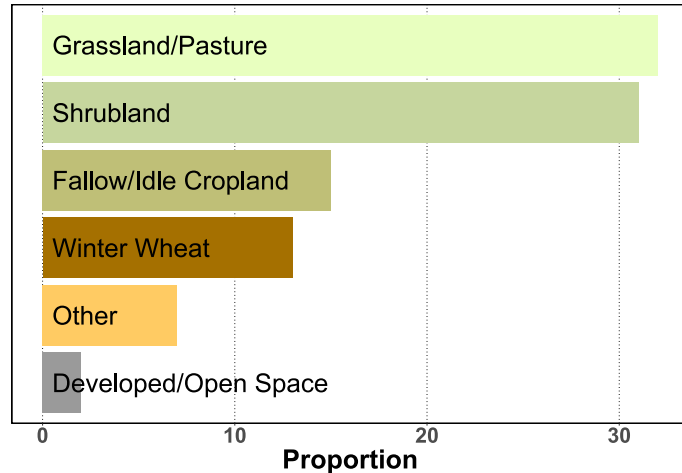 Grassland/Pasture
Shrubland
Fallow/Idle Cropland
Winter Wheat
Other
Developed/Open Space
0 10 20 30
Proportion